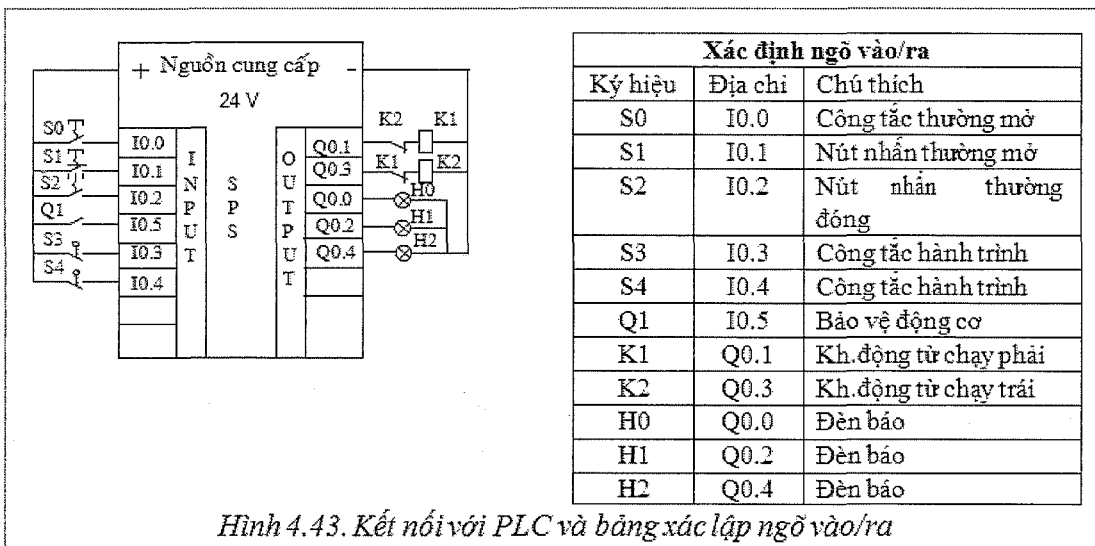 + Nguồn cung cấp -
24 V
S0
S1
S2
Q1
S3
S4
I0.0
I0.1
I0.2
I0.5
I0.3
I0.4
INPUT
SPS
OUTPUT
Q0.1
Q0.3
Q0.0
Q0.2
Q0.4
K2 K1
K1 K2
H0
H1
H2
Xác định ngõ vào/ra
Ký hiệu Địa chỉ Chú thích
S0 I0.0 Công tắc thường mở
S1 I0.1 Nút nhấn thường mở
S2 I0.2 Nút nhấn thường
đóng
S3 I0.3 Công tắc hành trình
S4 I0.4 Công tắc hành trình
Q1 I0.5 Bảo vệ động cơ
K1 Q0.1 Kh.động từ chạy phải
K2 Q0.3 Kh.động từ chạy trái
H0 Q0.0 Đèn báo
H1 Q0.2 Đèn báo
H2 Q0.4 Đèn báo
Hình 4.43. Kết nối với PLC và bảng xác lập ngõ vào/ra